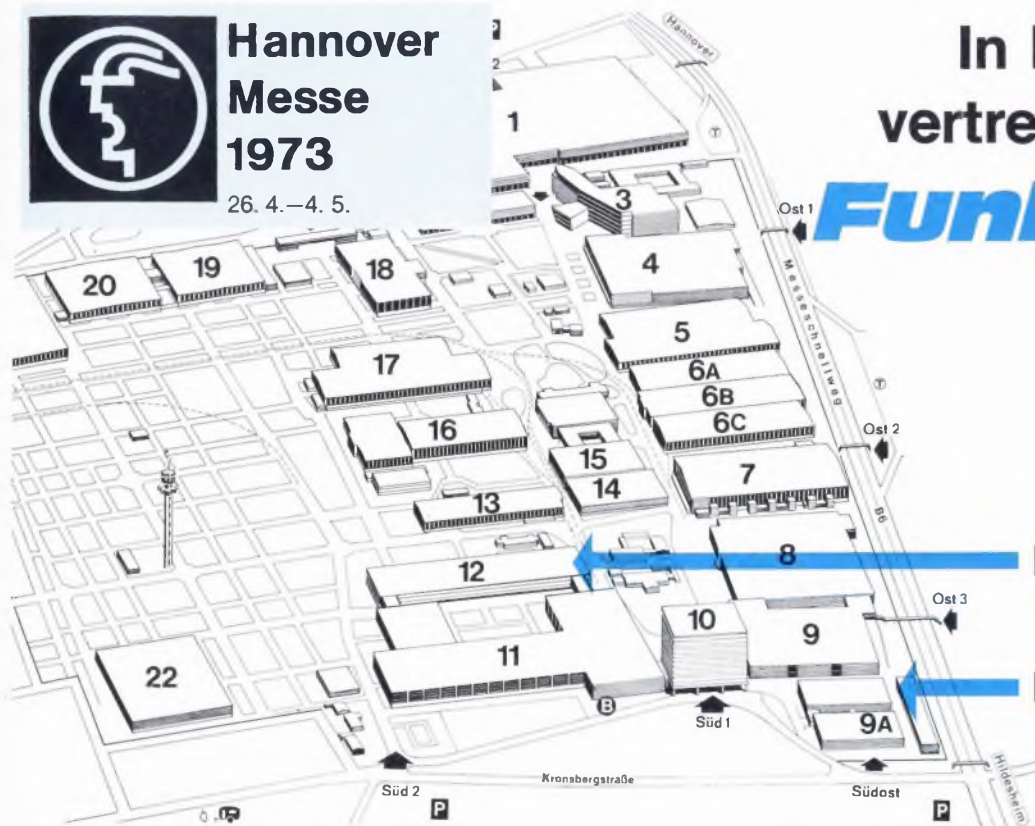 Hannover
Messe
1973
26. 4.–4. 5.
P
2
Hannover
In
vertre
Funk
1
T
3
Ost 1
4
20
19
18
Messeschnellweg
5
17
6A
6B
6C
T
16
Ost 2
15
7
14
13
B6
12
8
Ost 3
10
9
11
22
B
Süd 1
9A
Kronsbergstraße
Süd 2
Südost
Hildesheim
P
P